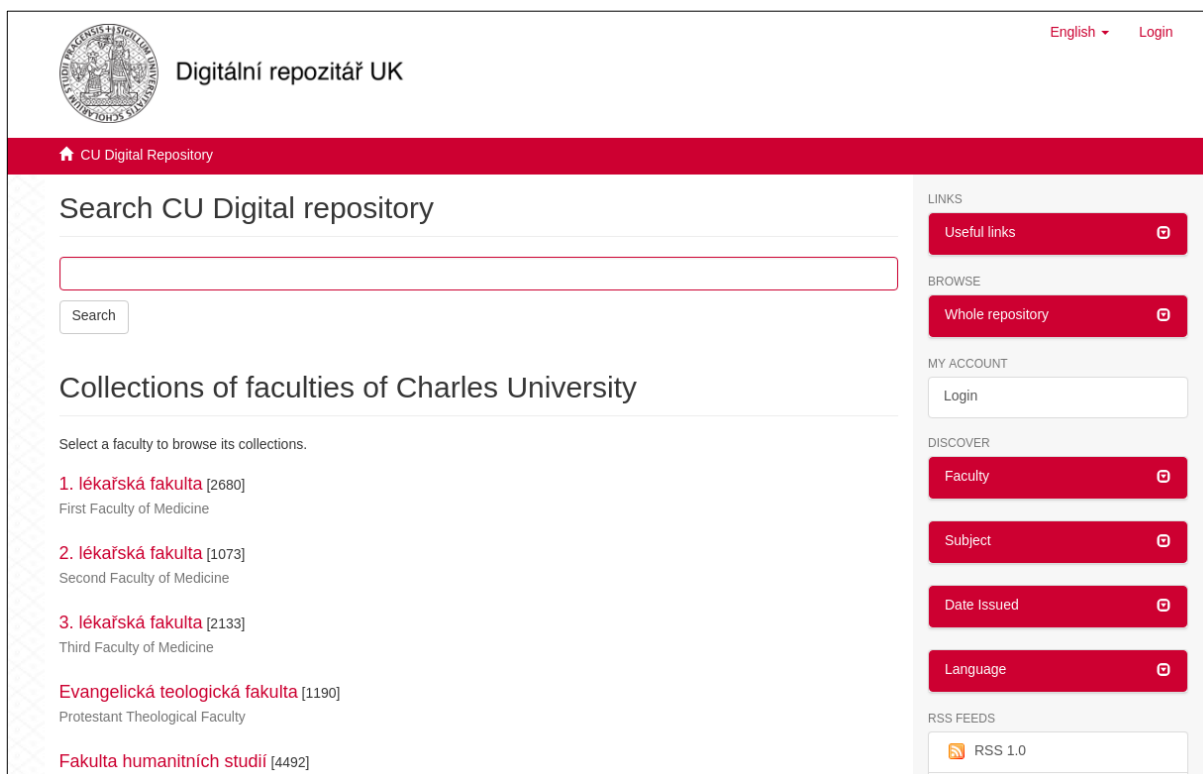 English
Login
Digitální repozitář UK
CU Digital Repository
Search CU Digital repository
Search
Collections of faculties of Charles University
Select a faculty to browse its collections.
1. lékařská fakulta [2680]
First Faculty of Medicine
2. lékařská fakulta [1073]
Second Faculty of Medicine
3. lékařská fakulta [2133]
Third Faculty of Medicine
Evangelická teologická fakulta [1190]
Protestant Theological Faculty
Fakulta humanitních studií [4492]
LINKS
Useful links
BROWSE
Whole repository
MY ACCOUNT
Login
DISCOVER
Faculty
Subject
Date Issued
Language
RSS FEEDS
RSS 1.0